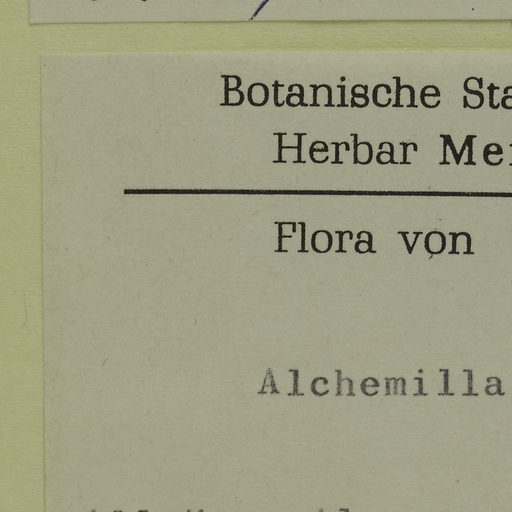 Botanische Sta
Herbar Me
Flora von
Alchemilla